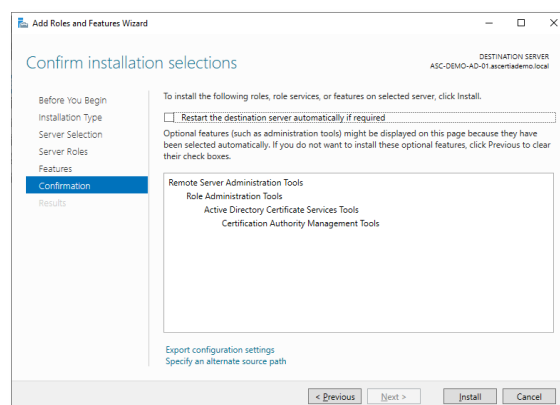 Add Roles and Features Wizard
Confirm installation selections
DESTINATION SERVER
ASC-DEMO-AD-01.ascertiademo.local
Before You Begin
Installation Type
Server Selection
Server Roles
Features
Confirmation
Results
To install the following roles, role services, or features on selected server, click Install.
Restart the destination server automatically if required
Optional features (such as administration tools) might be displayed on this page because they have
been selected automatically. If you do not want to install these optional features, click Previous to clear
their check boxes.
Remote Server Administration Tools
Role Administration Tools
Active Directory Certificate Services Tools
Certification Authority Management Tools
Export configuration settings
Specify an alternate source path
< Previous
Next >
Install
Cancel